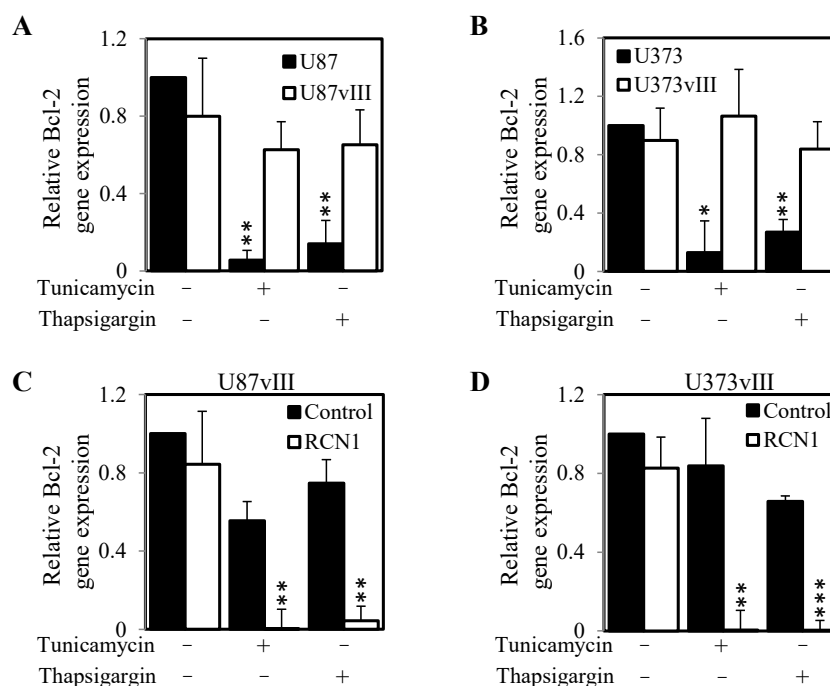 A
Relative Bcl-2
gene expression
1.2
0.8
0.4
0
U87
U87vIII
**
**
Tunicamycin − + −
Thapsigargin − − +
B
Relative Bcl-2
gene expression
1.6
1.2
0.8
0.4
0
U373
U373vIII
*
**
− + −
− − +
C
U87vIII
Relative Bcl-2
gene expression
1.2
0.8
0.4
0
Control
RCN1
**
**
Tunicamycin − + −
Thapsigargin − − +
D
U373vIII
Relative Bcl-2
gene expression
1.2
0.8
0.4
0
Control
RCN1
**
***
Tunicamycin − + −
Thapsigargin − − +